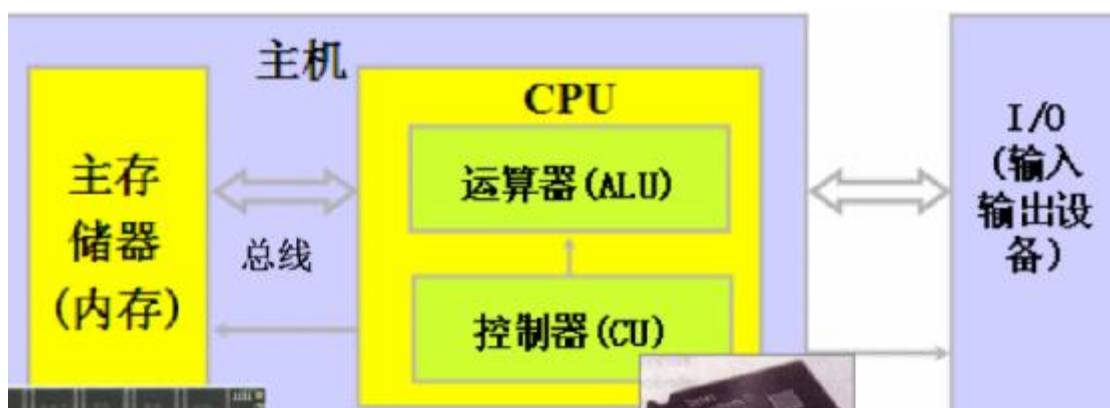 主机
主存
储器
(内存)
总线
CPU
运算器(ALU)
控制器(CU)
I/O
(输入
输出设
备)